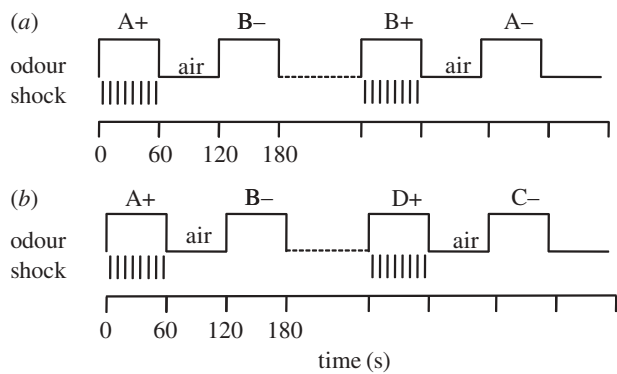 (a) A+ B– B+ A–
odour air air
shock
0 60 120 180
(b) A+ B– D+ C–
odour air air
shock
0 60 120 180
time (s)